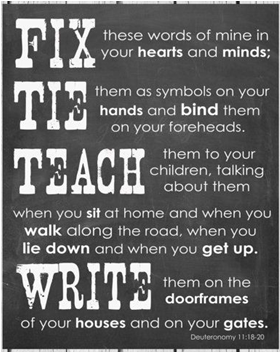 FIX these words of mine in
your hearts and minds;
TIE them as symbols on your
hands and bind them
on your foreheads.
TEACH them to your
children, talking
about them
when you sit at home and when you
walk along the road, when you
lie down and when you get up.
WRITE them on the
doorframes
of your houses and on your gates.
Deuteronomy 11:18-20